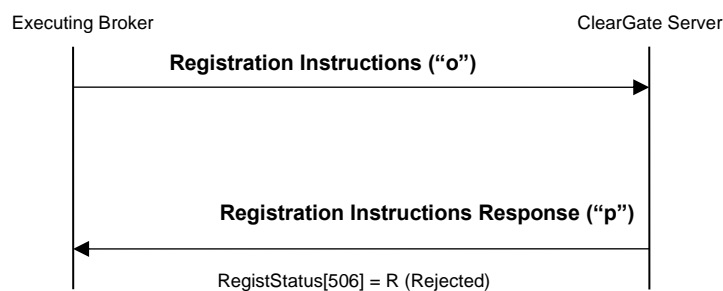 Executing Broker
ClearGate Server
Registration Instructions (“o”)
Registration Instructions Response (“p”)
RegistStatus[506] = R (Rejected)